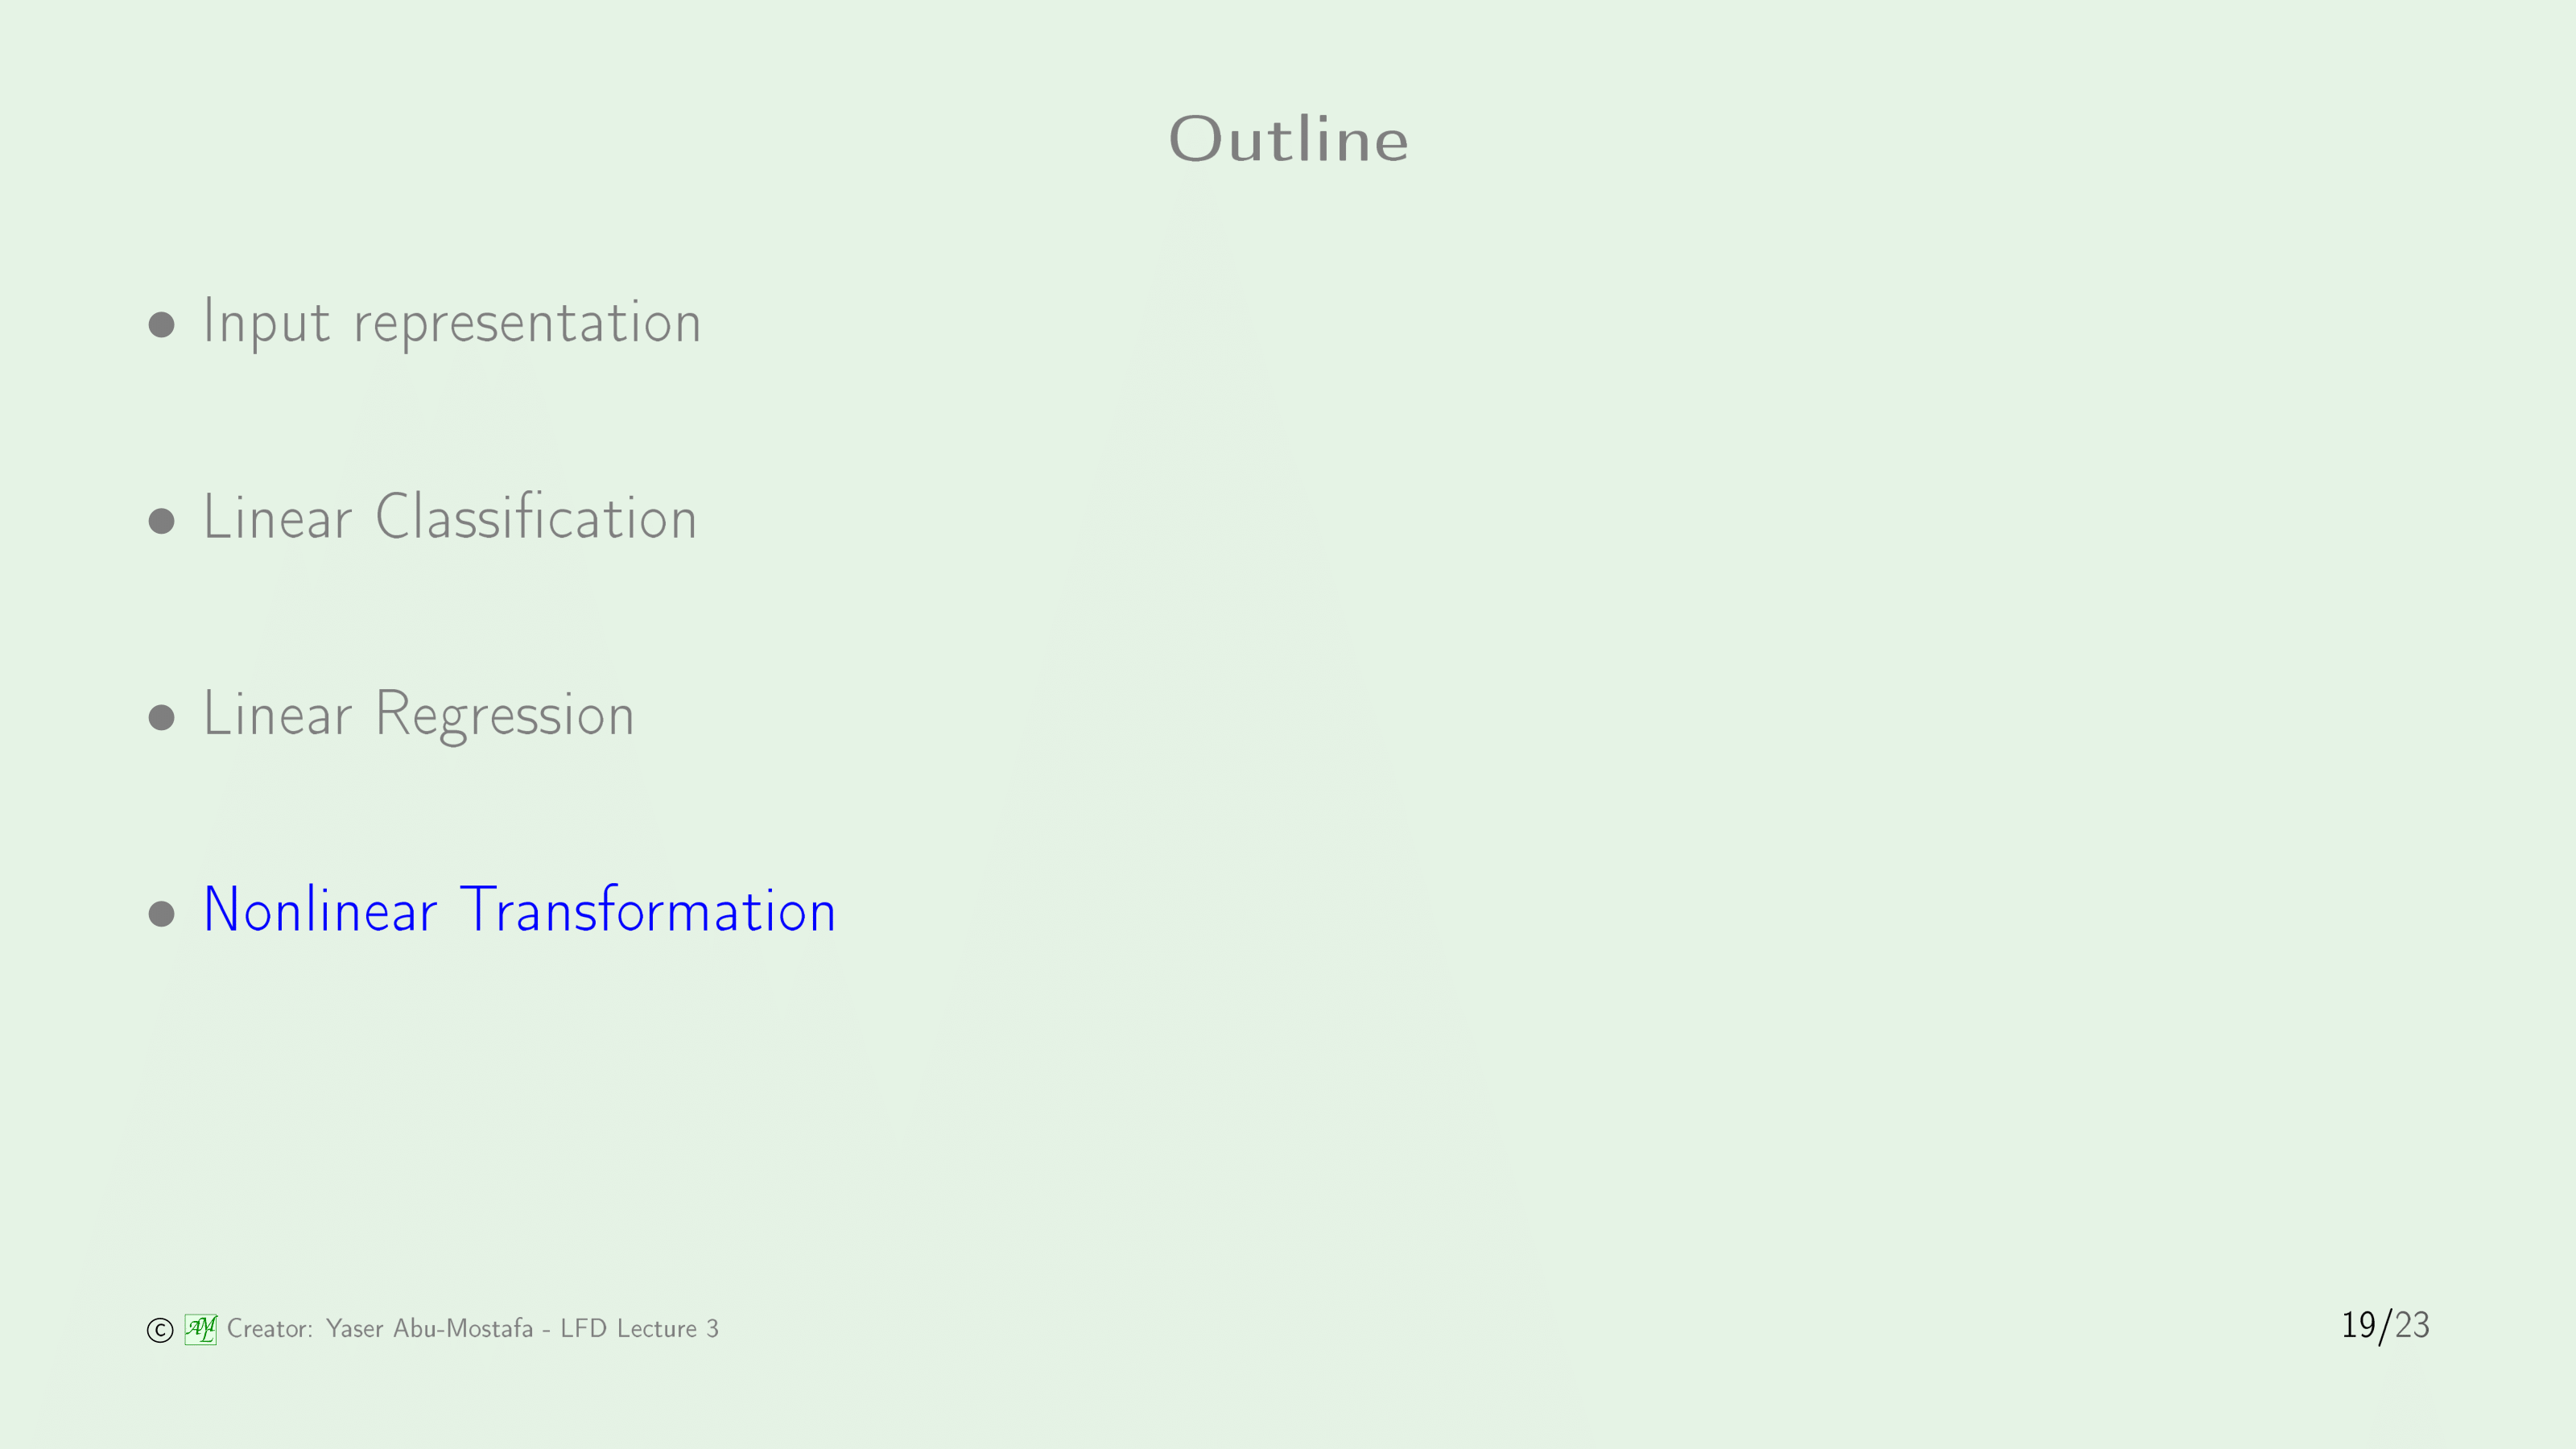 Outline
• Input representation
• Linear Classification
• Linear Regression
• Nonlinear Transformation
© AML Creator: Yaser Abu-Mostafa - LFD Lecture 3
19/23